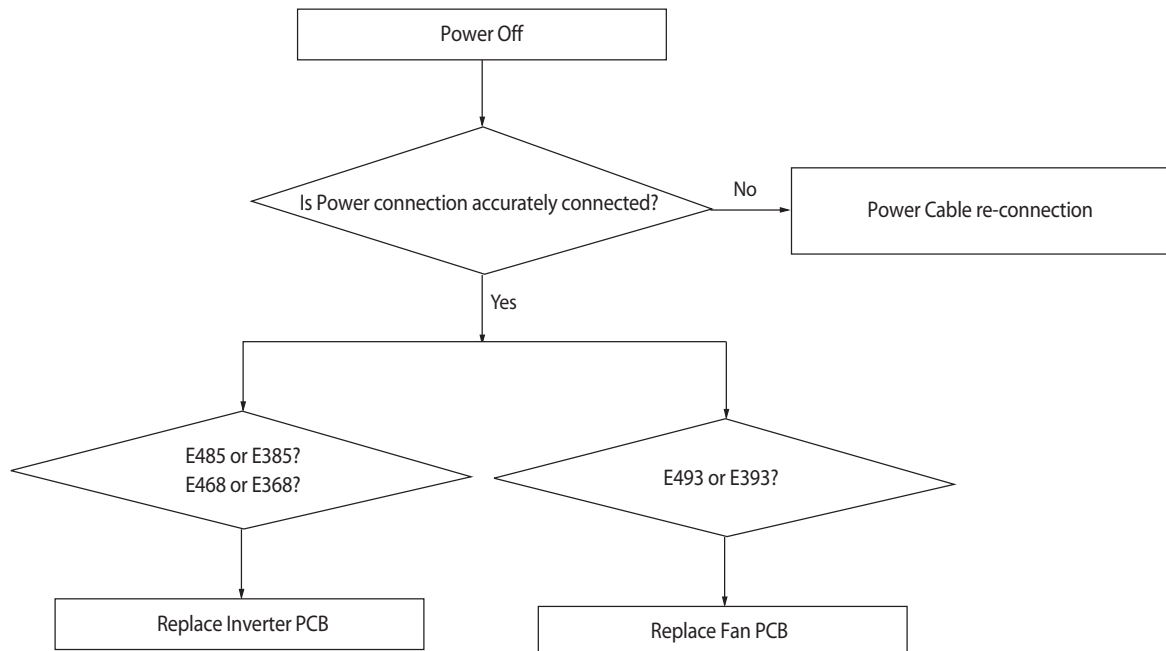 Power Off
Is Power connection accurately connected?
No
Power Cable re-connection
Yes
E485 or E385?
E468 or E368?
E493 or E393?
Replace Inverter PCB
Replace Fan PCB